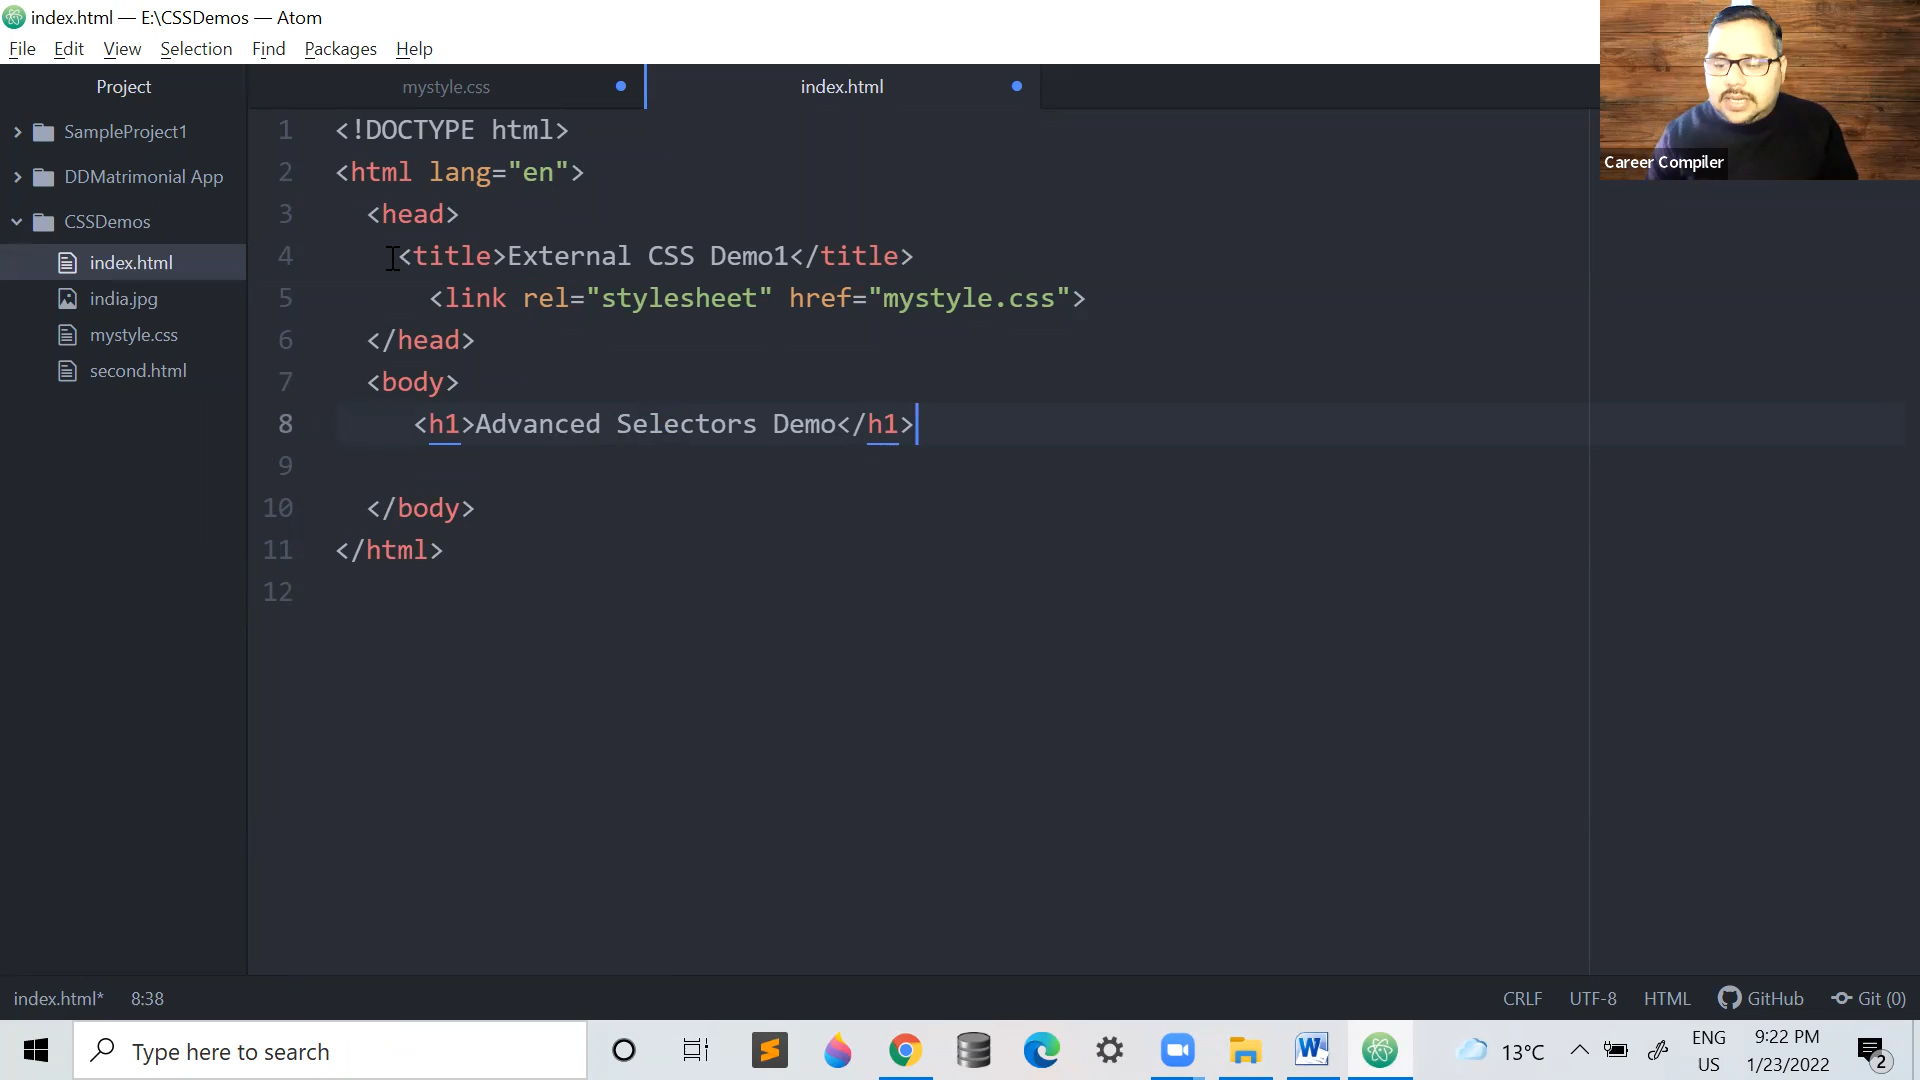 index.html — E:\CSSDemos — Atom
File Edit View Selection Find Packages Help
Project
mystyle.css
index.html
SampleProject1
DDMatrimonial App
CSSDemos
index.html
india.jpg
mystyle.css
second.html
1 <!DOCTYPE html>
2 <html lang="en">
3 <head>
4 <title>External CSS Demo1</title>
5 <link rel="stylesheet" href="mystyle.css">
6 </head>
7 <body>
8 <h1>Advanced Selectors Demo</h1>
9
10 </body>
11 </html>
12
Career Compiler
index.html* 8:38
CRLF UTF-8 HTML GitHub Git (0)
Type here to search
W
13°C
ENG
US
9:22 PM
1/23/2022
2